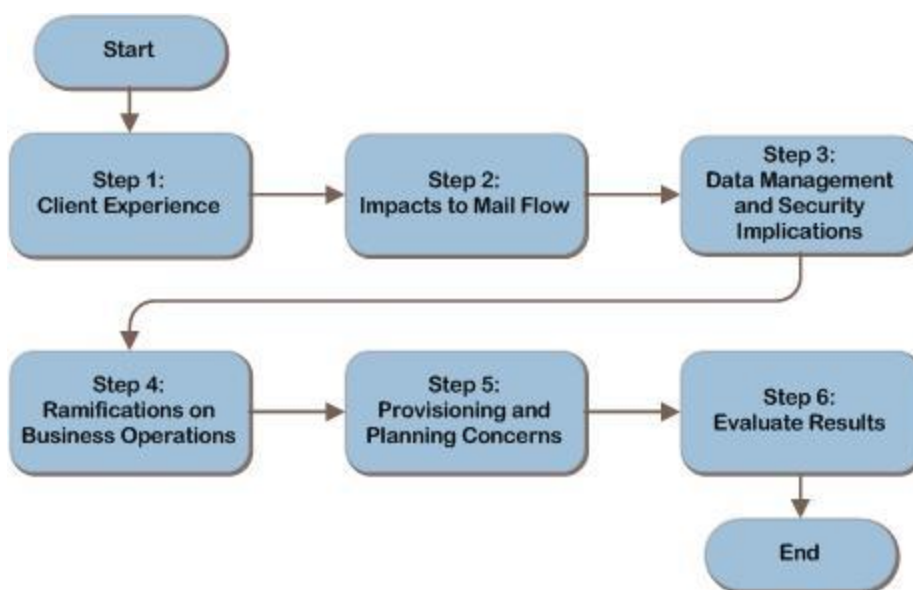 Start
Step 1:
Client Experience
Step 2:
Impacts to Mail Flow
Step 3:
Data Management
and Security
Implications
Step 4:
Ramifications on
Business Operations
Step 5:
Provisioning and
Planning Concerns
Step 6:
Evaluate Results
End